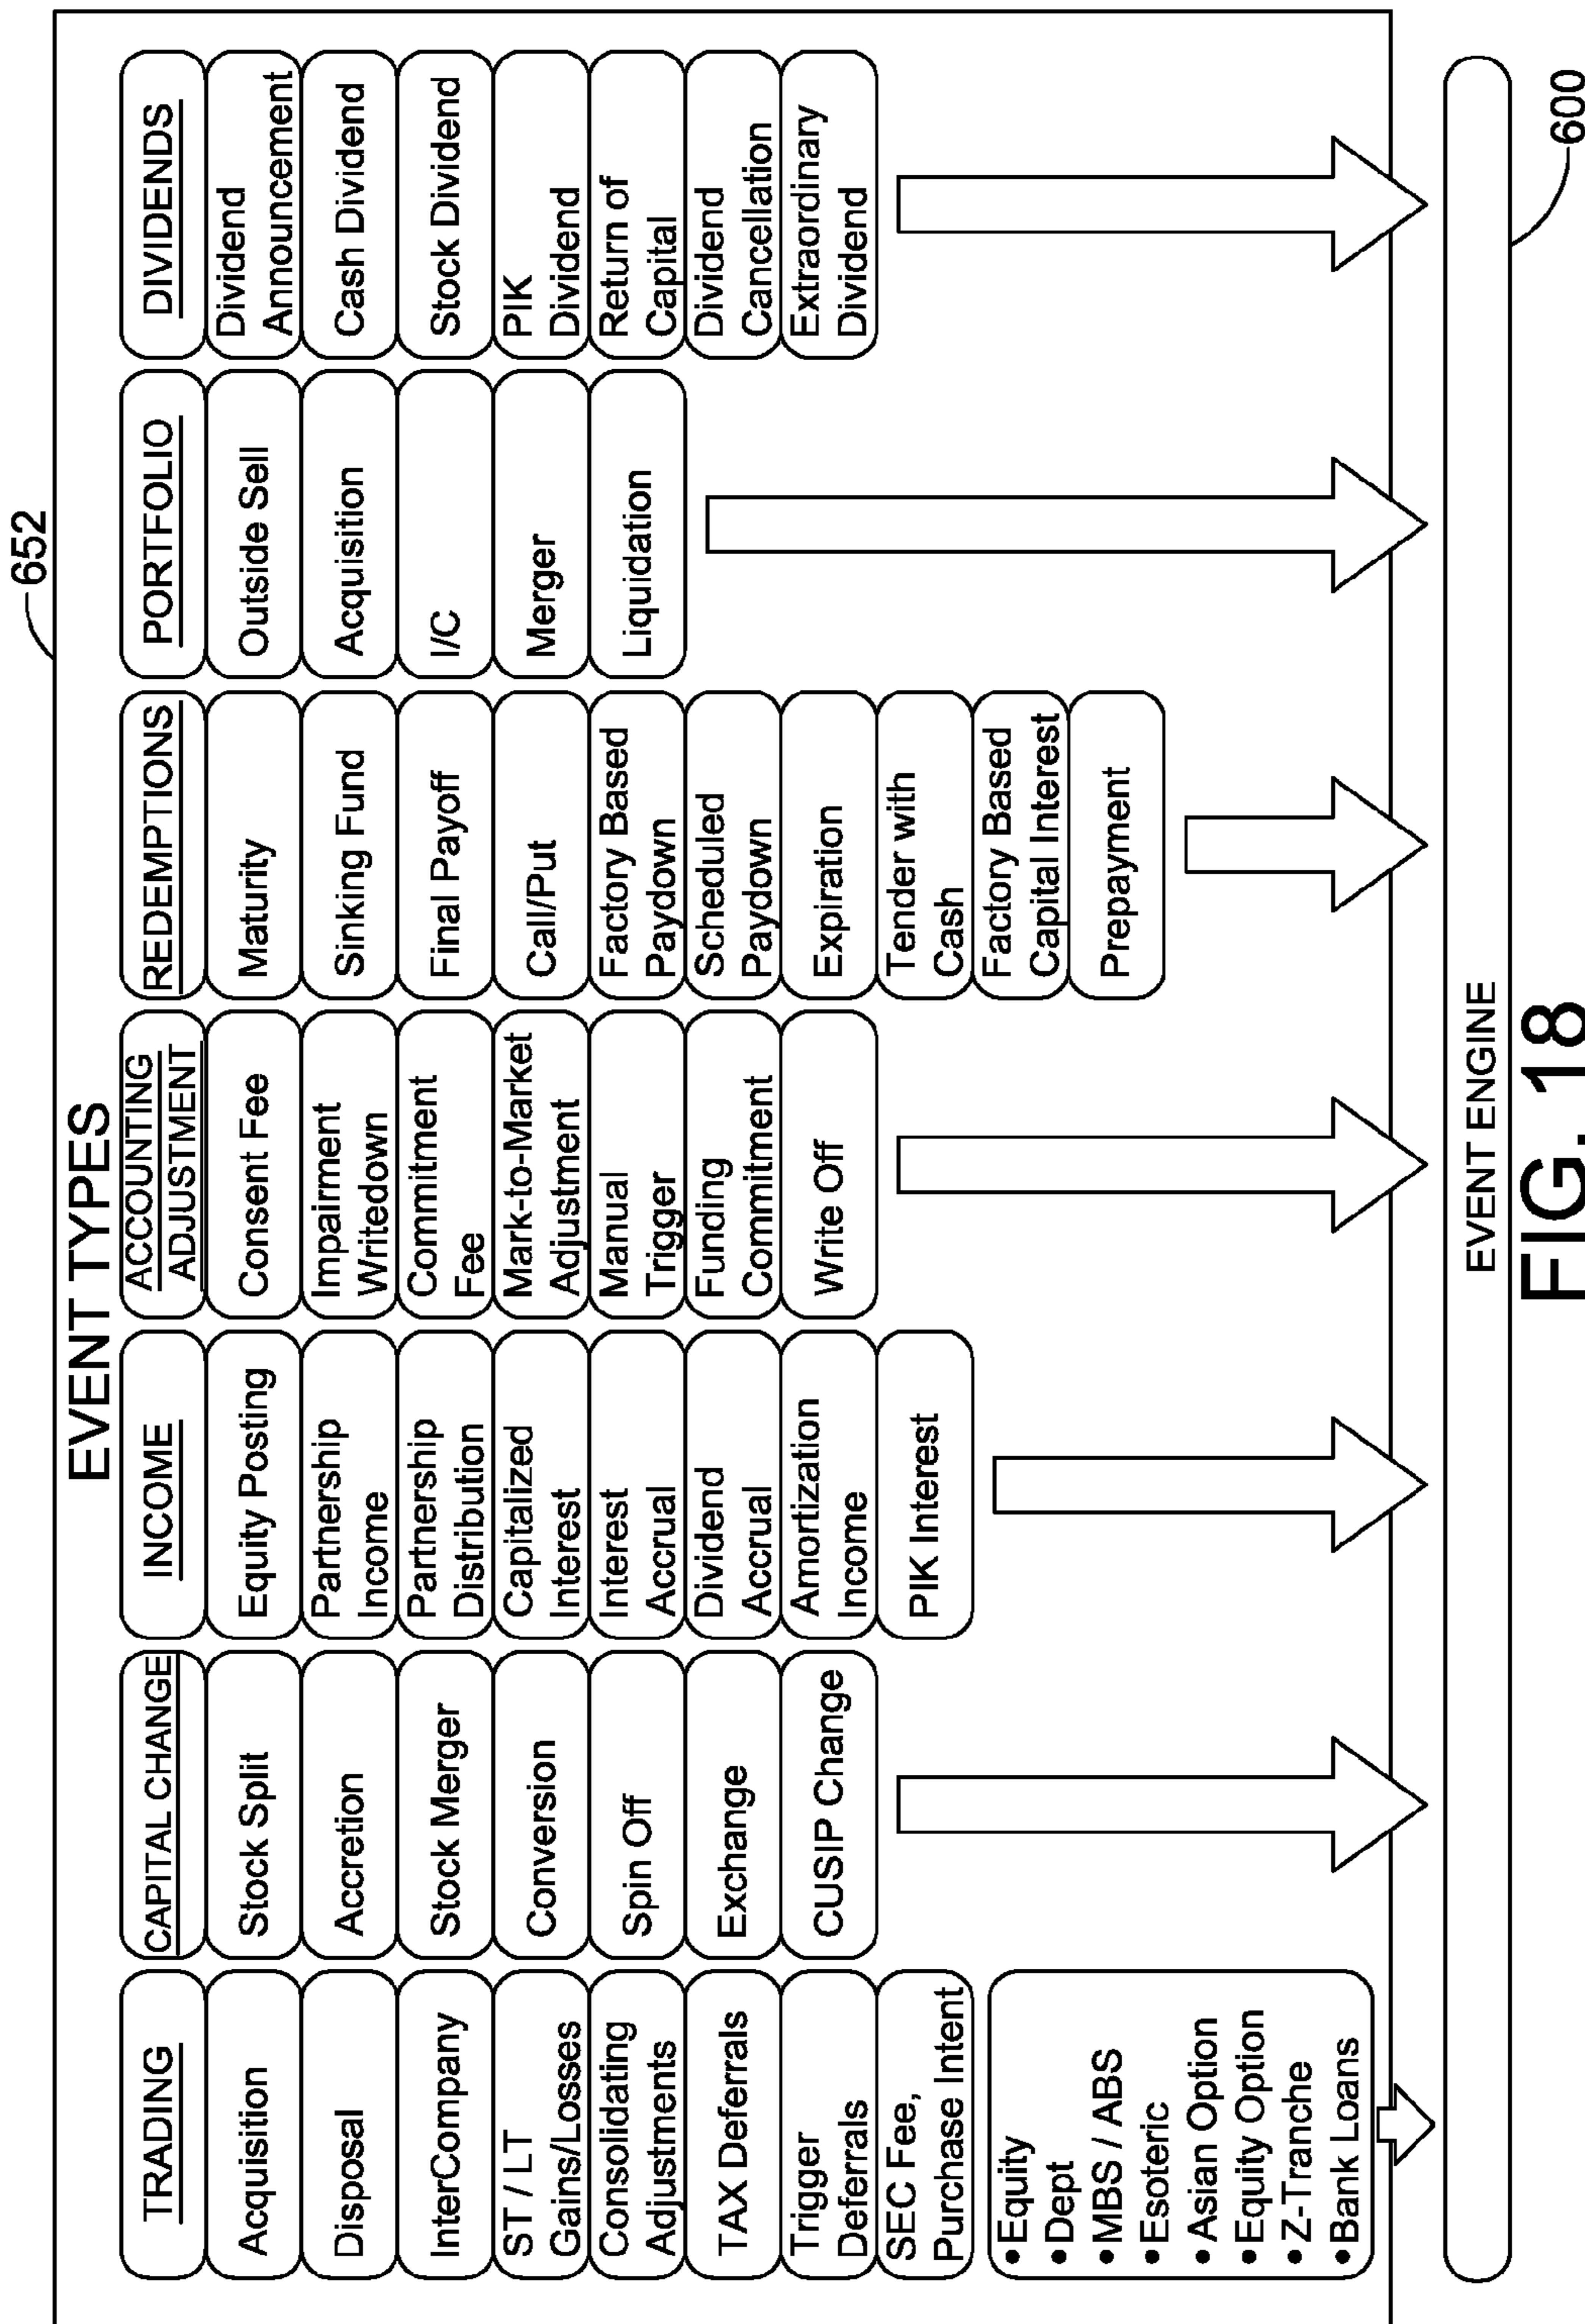 652
EVENT TYPES
TRADING
Acquisition
Disposal
InterCompany
ST / LT
Gains/Losses
Consolidating
Adjustments
TAX Deferrals
Trigger
Deferrals
SEC Fee,
Purchase Intent
•Equity
•Dept
•MBS / ABS
•Esoteric
•Asian Option
•Equity Option
•Z-Tranche
•Bank Loans
CAPITAL CHANGE
Stock Split
Accretion
Stock Merger
Conversion
Spin Off
Exchange
CUSIP Change
INCOME
Equity Posting
Partnership
Income
Partnership
Distribution
Capitalized
Interest
Interest
Accrual
Dividend
Accrual
Amortization
Income
PIK Interest
ACCOUNTING
ADJUSTMENT
Consent Fee
Impairment
Writedown
Commitment
Fee
Mark-to-Market
Adjustment
Manual
Trigger
Funding
Commitment
Write Off
REDEMPTIONS
Maturity
Sinking Fund
Final Payoff
Call/Put
Factory Based
Paydown
Scheduled
Paydown
Expiration
Tender with
Cash
Factory Based
Capital Interest
Prepayment
PORTFOLIO
Outside Sell
Acquisition
I/C
Merger
Liquidation
DIVIDENDS
Dividend
Announcement
Cash Dividend
Stock Dividend
PIK
Dividend
Return of
Capital
Dividend
Cancellation
Extraordinary
Dividend
EVENT ENGINE
600
FIG. 18